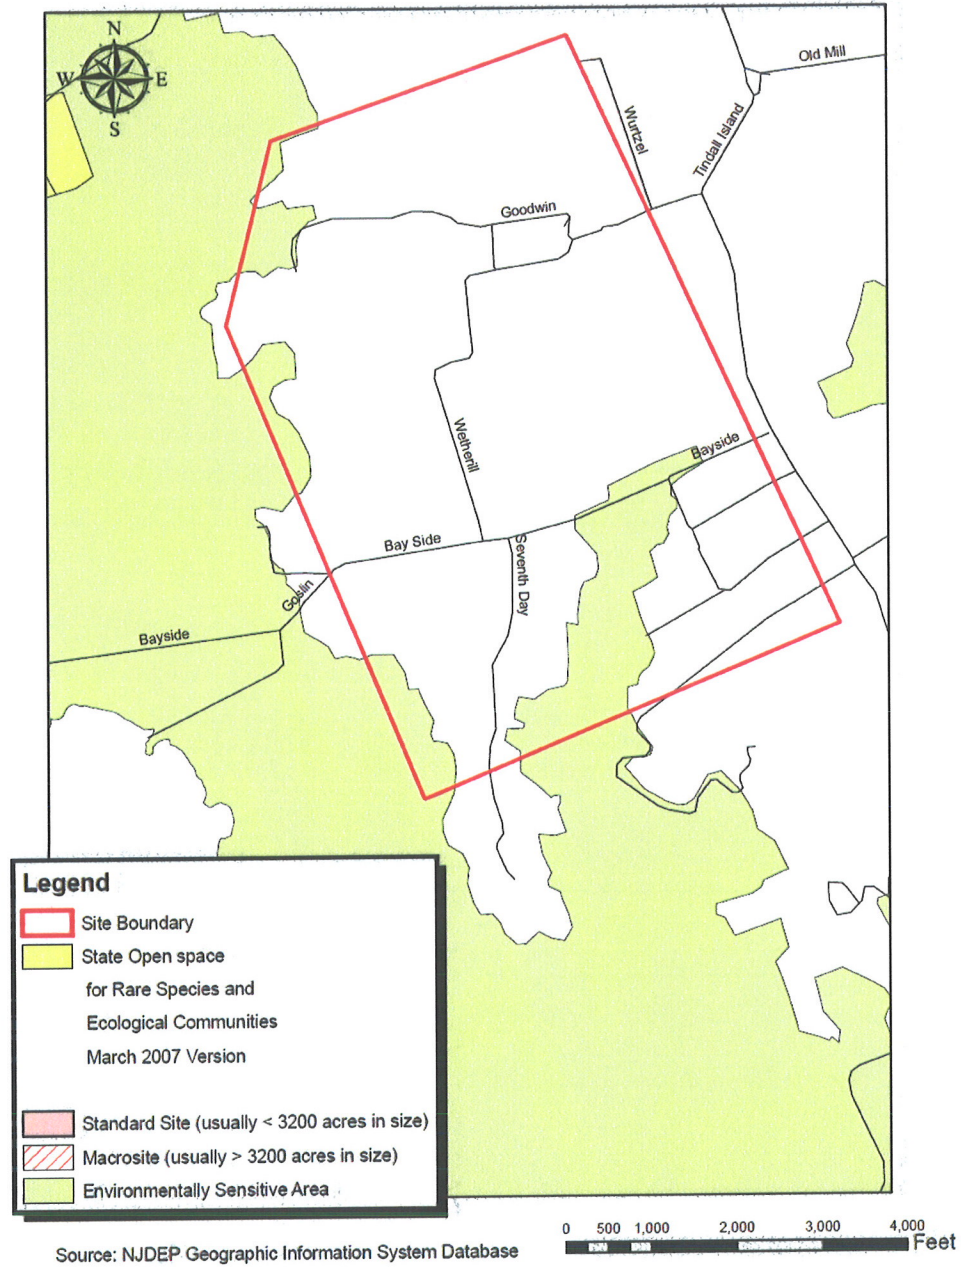 N
W E
S
Old Mill
Wurtzel
Tindall Island
Goodwin
Wetherill
Bayside
Bay Side
Seventh Day
Goslin
Bayside
Legend
Site Boundary
State Open space
for Rare Species and
Ecological Communities
March 2007 Version
Standard Site (usually < 3200 acres in size)
Macrosite (usually > 3200 acres in size)
Environmentally Sensitive Area
0 500 1,000 2,000 3,000 4,000
Feet
Source: NJDEP Geographic Information System Database